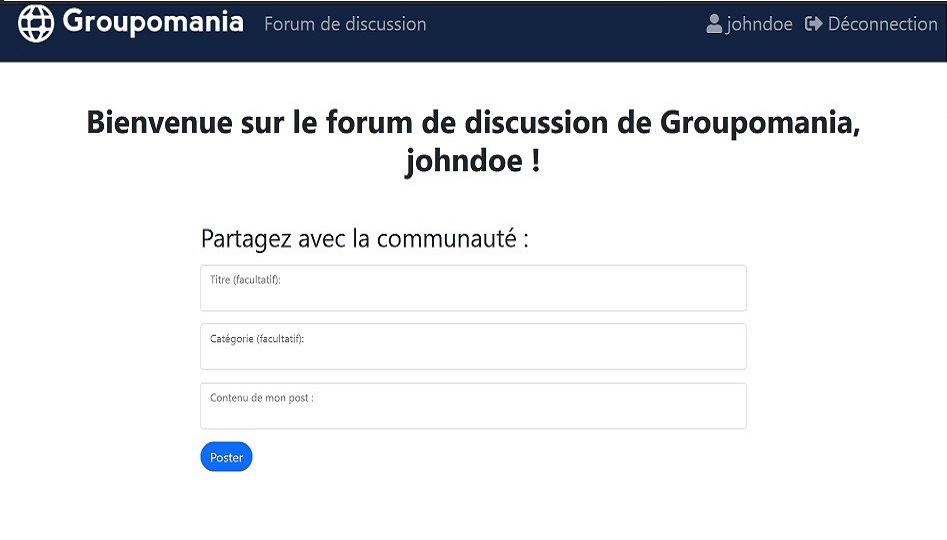 Groupomania Forum de discussion johndoe Déconnection
Bienvenue sur le forum de discussion de Groupomania,
johndoe !
Partagez avec la communauté :
Titre (facultatif):
Catégorie (facultatif):
Contenu de mon post :
Poster